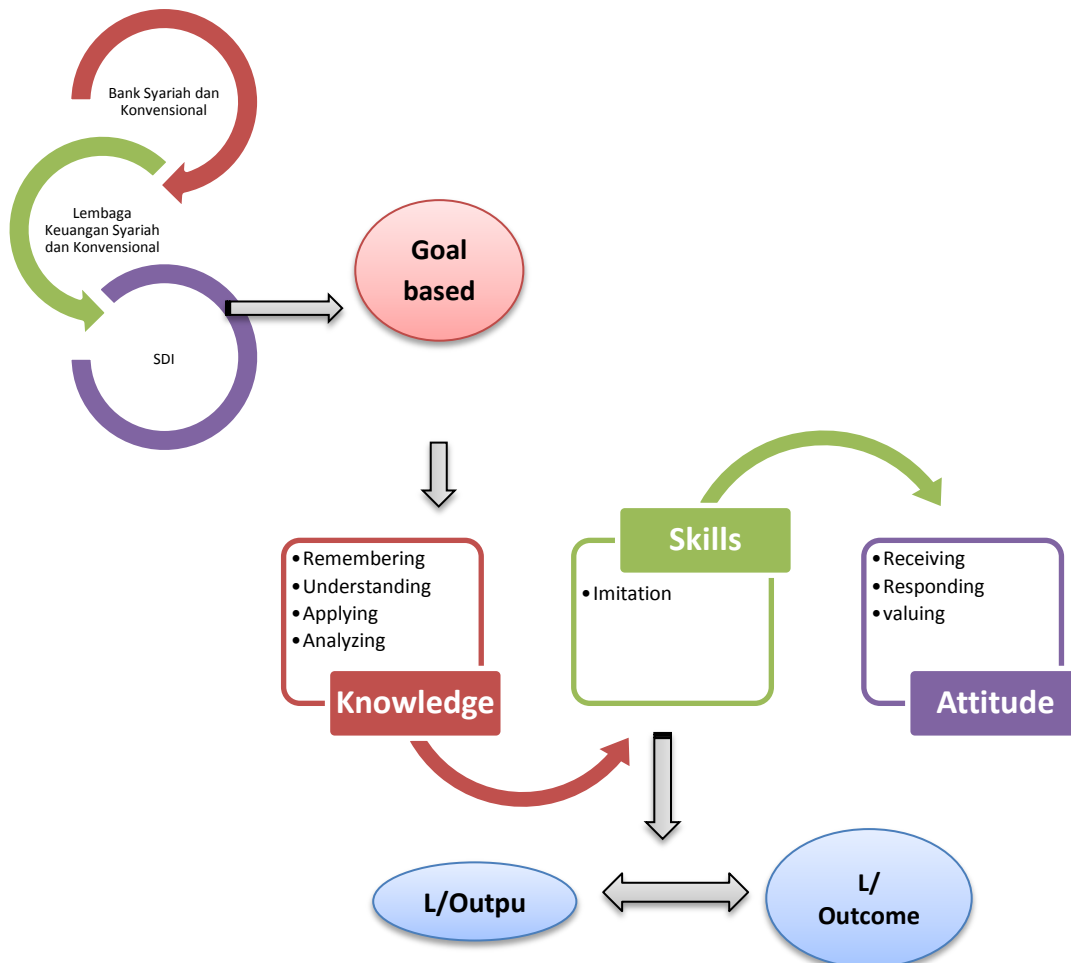 Bank Syariah dan
Konvensional
Lembaga
Keuangan Syariah
dan Konvensional
SDI
Goal
based
•Remembering
•Understanding
•Applying
•Analyzing
Knowledge
Skills
•Imitation
•Receiving
•Responding
•valuing
Attitude
L/Outpu
L/
Outcome